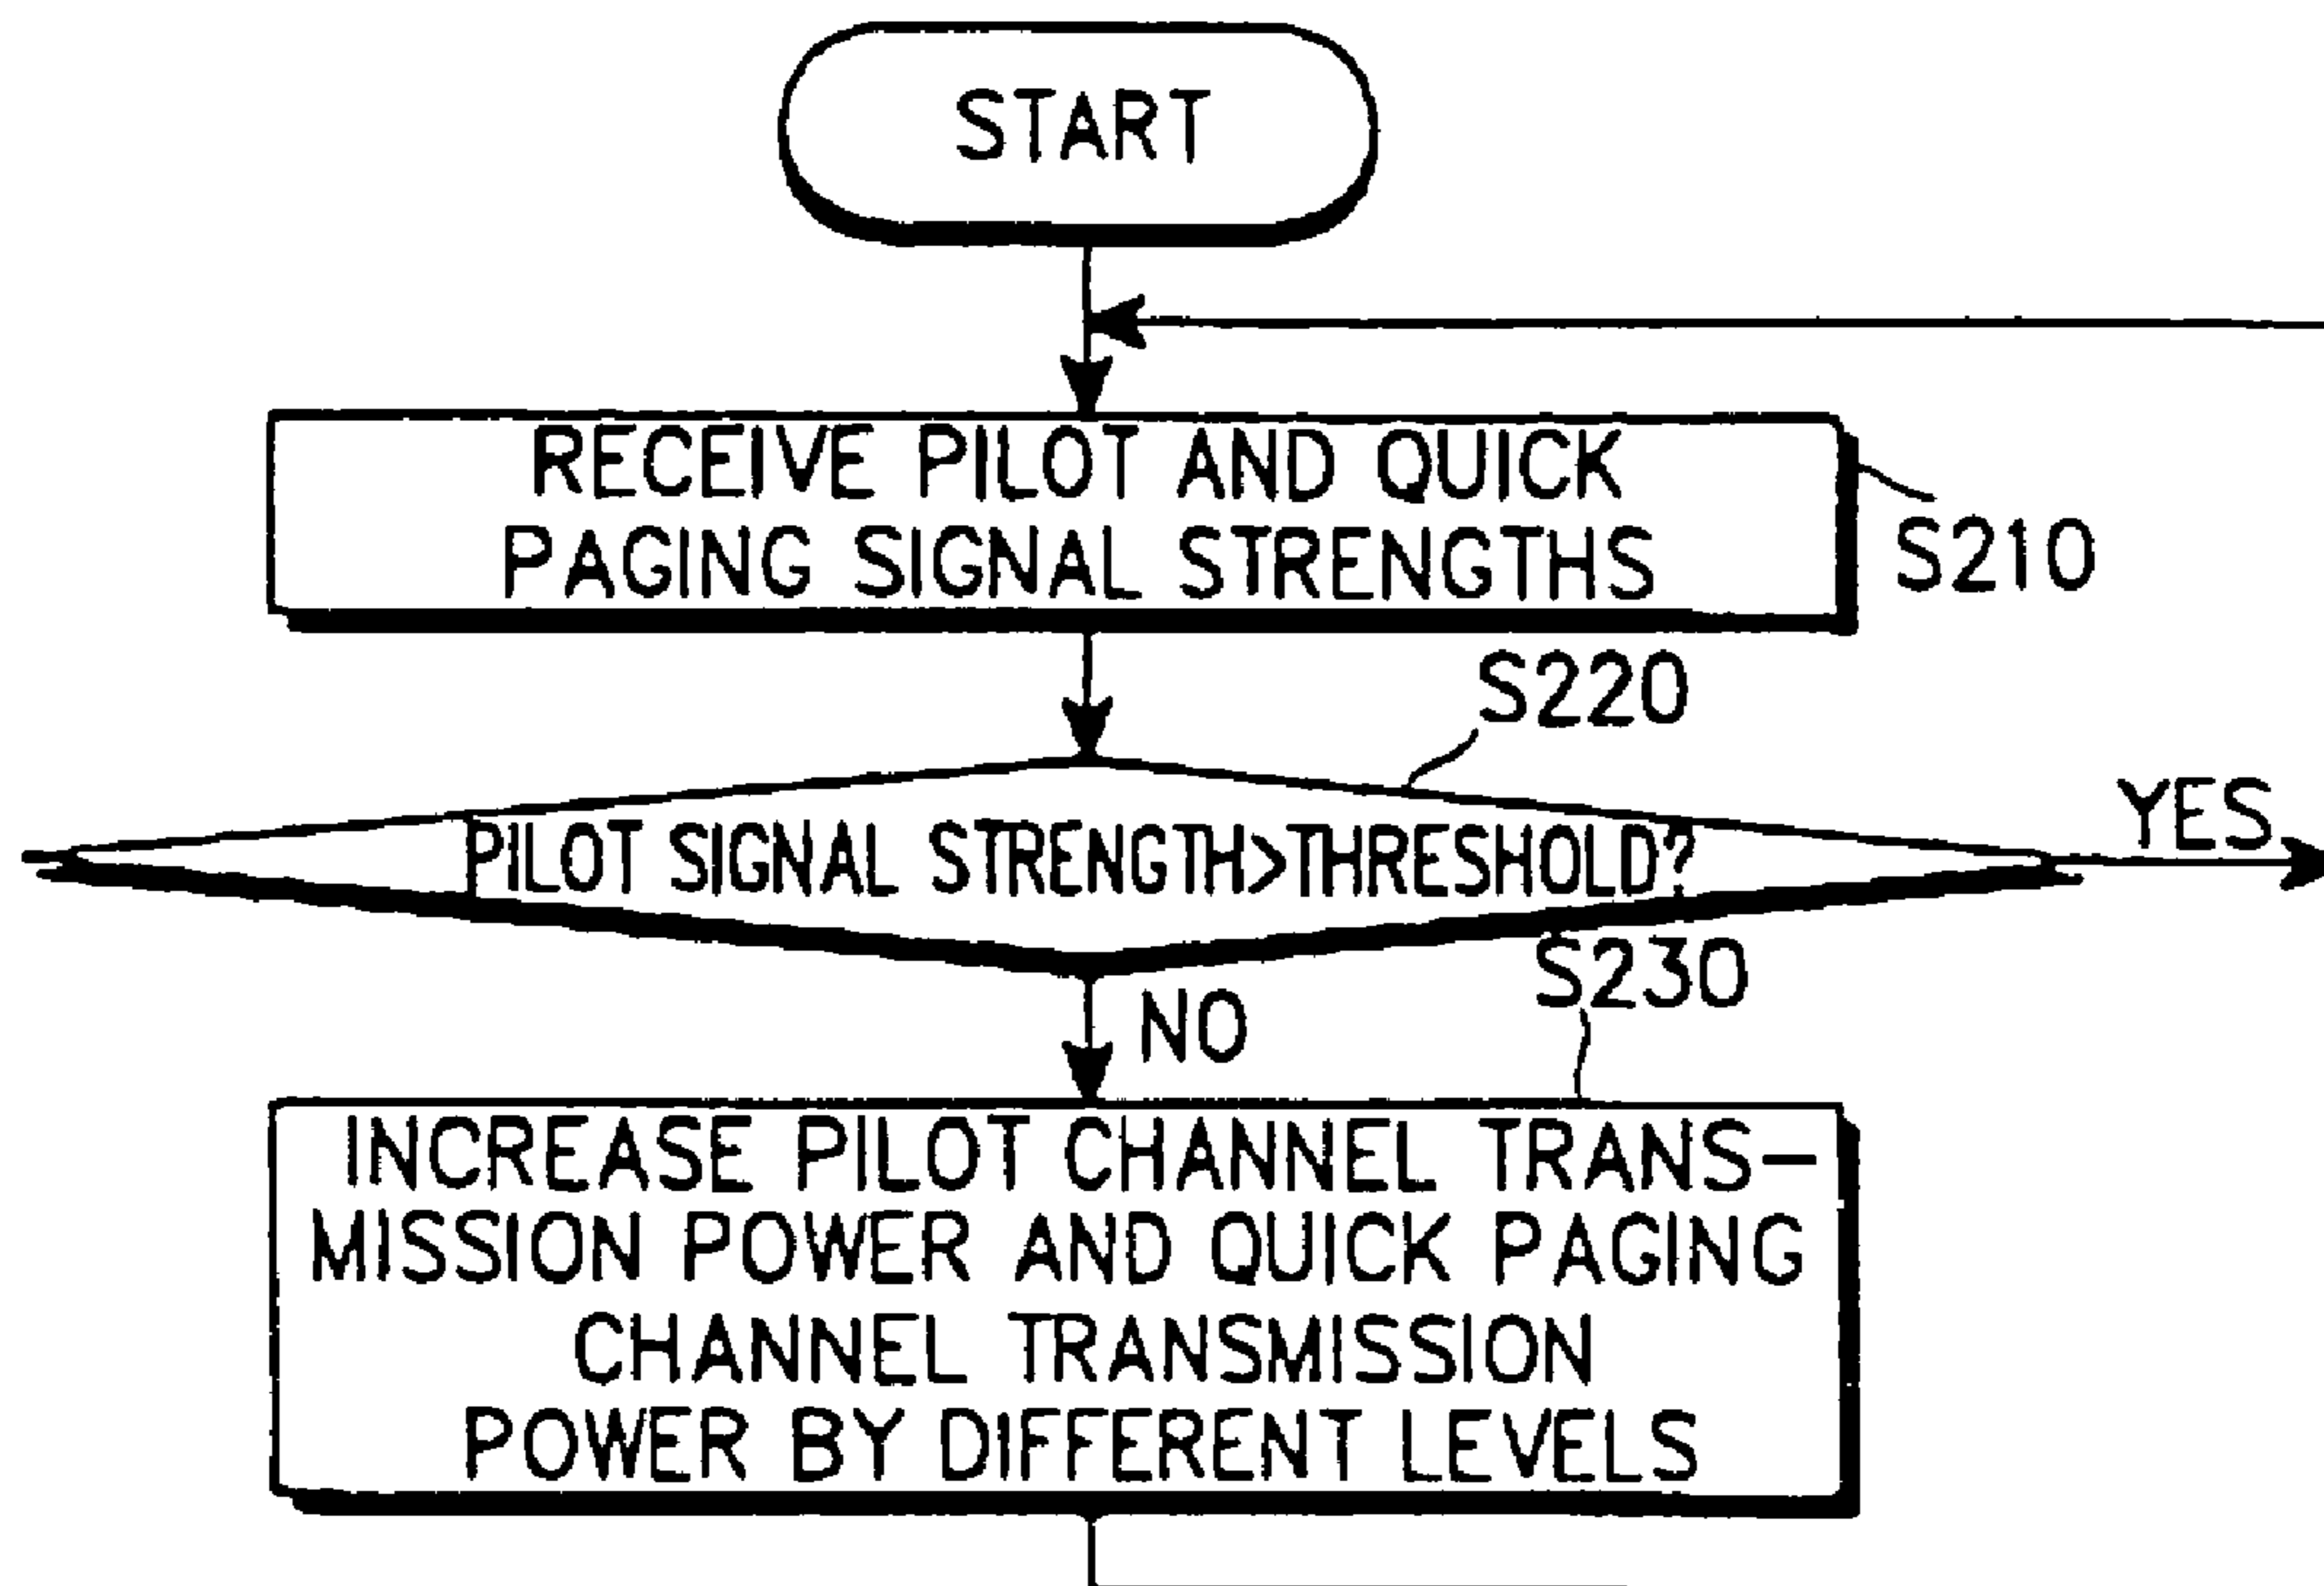 START
RECEIVE PILOT AND QUICK
PAGING SIGNAL STRENGTHS
S210
S220
PILOT SIGNAL STRENGTH>THRESHOLD?
YES
S230
NO
INCREASE PILOT CHANNEL TRANS-
MISSION POWER AND QUICK PAGING
CHANNEL TRANSMISSION
POWER BY DIFFERENT LEVELS